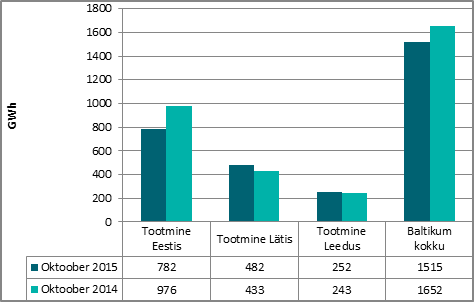 1800
1600
1400
1200
1000
800
600
400
200
0
GWh
Tootmine Eestis
Tootmine Lätis
Tootmine Leedus
Baltikum kokku
Oktoober 2015 782 482 252 1515
Oktoober 2014 976 433 243 1652